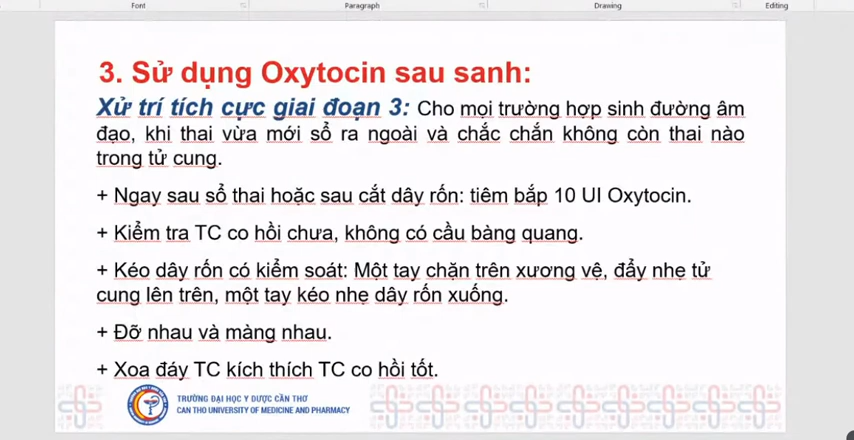 Font Paragraph Drawing Editing
3. Sử dụng Oxytocin sau sanh:
Xử trí tích cực giai đoạn 3: Cho mọi trường hợp sinh đường âm
đạo, khi thai vừa mới sổ ra ngoài và chắc chắn không còn thai nào
trong tử cung.
+ Ngay sau sổ thai hoặc sau cắt dây rốn: tiêm bắp 10 UI Oxytocin.
+ Kiểm tra TC co hồi chưa, không có cầu bàng quang.
+ Kéo dây rốn có kiểm soát: Một tay chặn trên xương vệ, đẩy nhẹ tử
cung lên trên, một tay kéo nhẹ dây rốn xuống.
+ Đỡ nhau và màng nhau.
+ Xoa đáy TC kích thích TC co hồi tốt.
TRƯỜNG ĐẠI HỌC Y DƯỢC CẦN THƠ
CAN THO UNIVERSITY OF MEDICINE AND PHARMACY